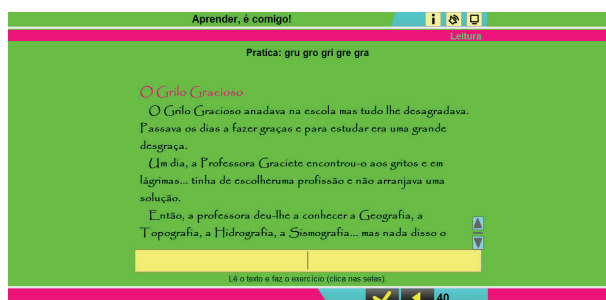 Aprender, é comigo!
i
Leitura
Pratica: gru gro gri gre gra
O Grilo Gracioso
O Grilo Gracioso anadava na escola mas tudo lhe desagradava.
Passava os dias a fazer graças e para estudar era uma grande
desgraça.
Um dia, a Professora Graciete encontrou-o aos gritos e em
lágrimas... tinha de escolheruma profissão e não arranjava uma
solução.
Então, a professora deu-lhe a conhecer a Geografia, a
Topografia, a Hidrografia, a Sismografia... mas nada disso o
Lê o texto e faz o exercício (clica nas setas).
40